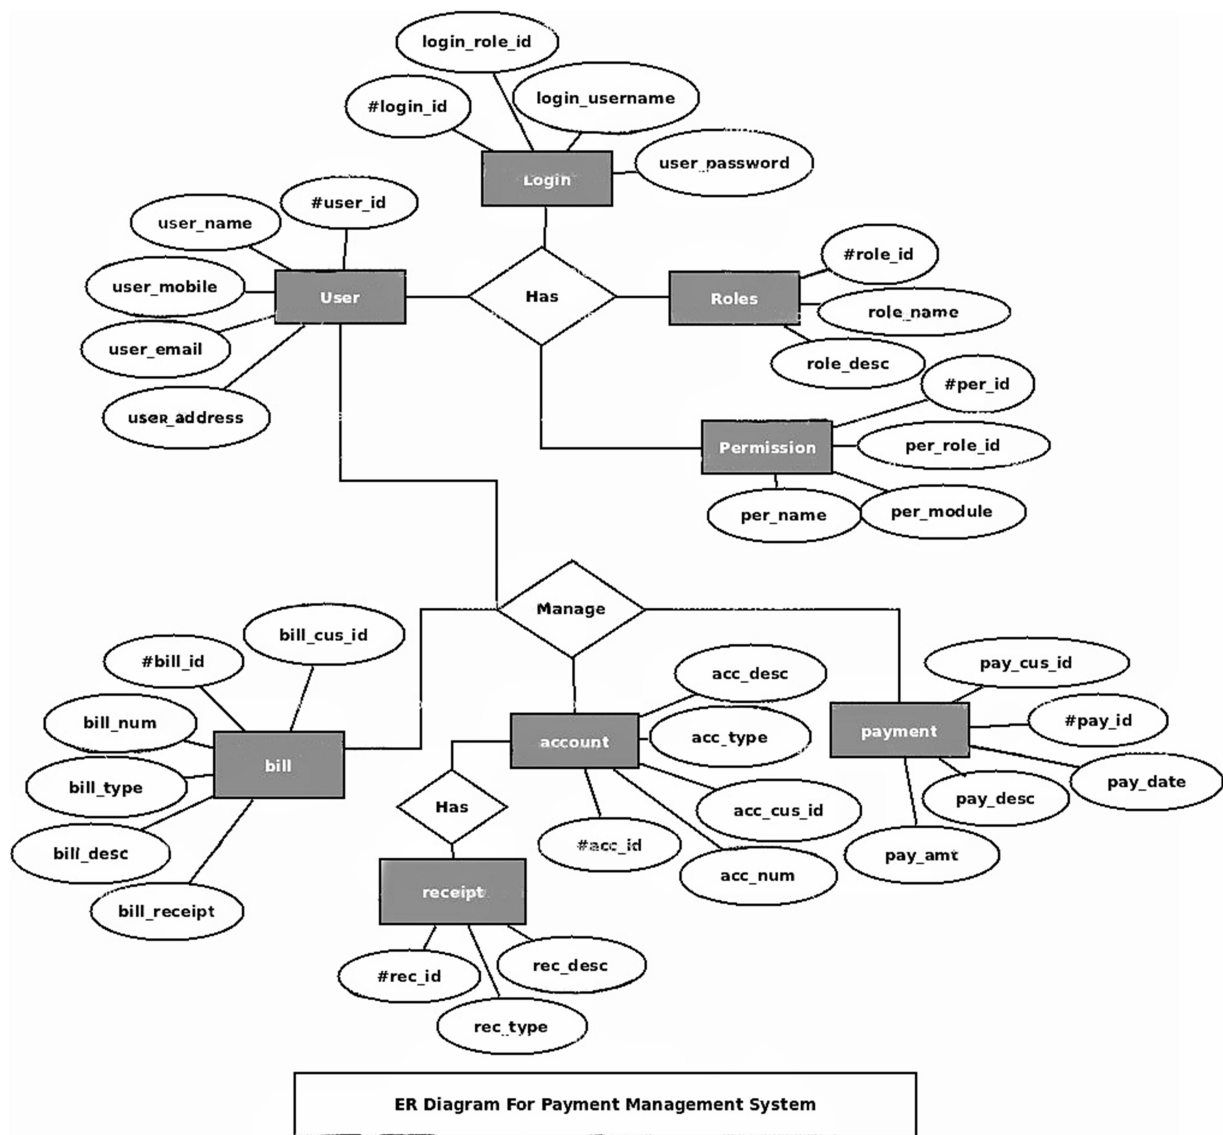 login_role_id
#login_id
login_username
user_password
Login
#user_id
user_name
user_mobile
user_email
user_address
User
Has
Roles
#role_id
role_name
role_desc
#per_id
Permission
per_role_id
per_name
per_module
Manage
bill_cus_id
#bill_id
bill_num
bill_type
bill_desc
bill_receipt
bill
acc_desc
acc_type
account
acc_cus_id
#acc_id
acc_num
pay_cus_id
#pay_id
payment
pay_date
pay_desc
pay_amt
Has
receipt
#rec_id
rec_desc
rec_type
ER Diagram For Payment Management System